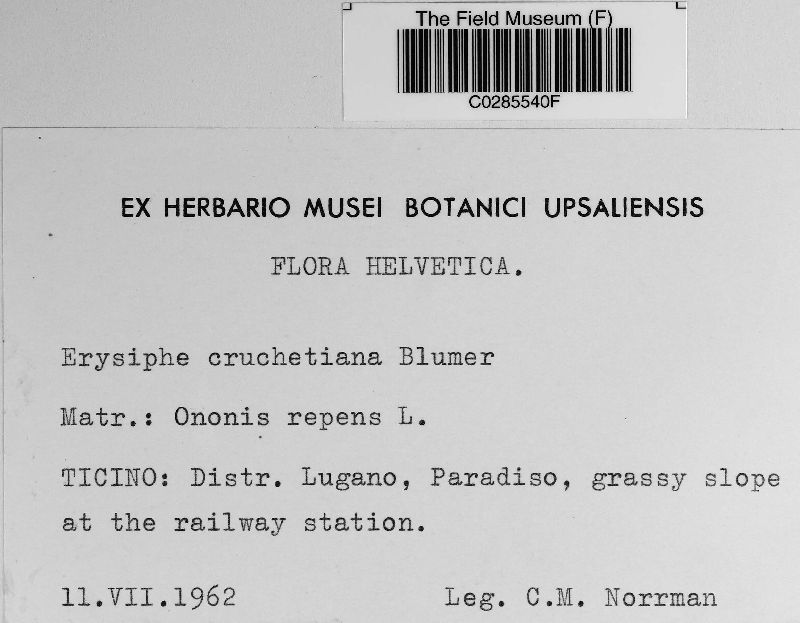 The Field Museum (F)
C0285540F
EX HERBARIO MUSEI BOTANICI UPSALIENSIS
FLORA HELVETICA.
Erysiphe cruchetiana Blumer
Matr.: Ononis repens L.
TICINO: Distr. Lugano, Paradiso, grassy slope
at the railway station.
11.VII.1962 Leg. C.M. Norrman